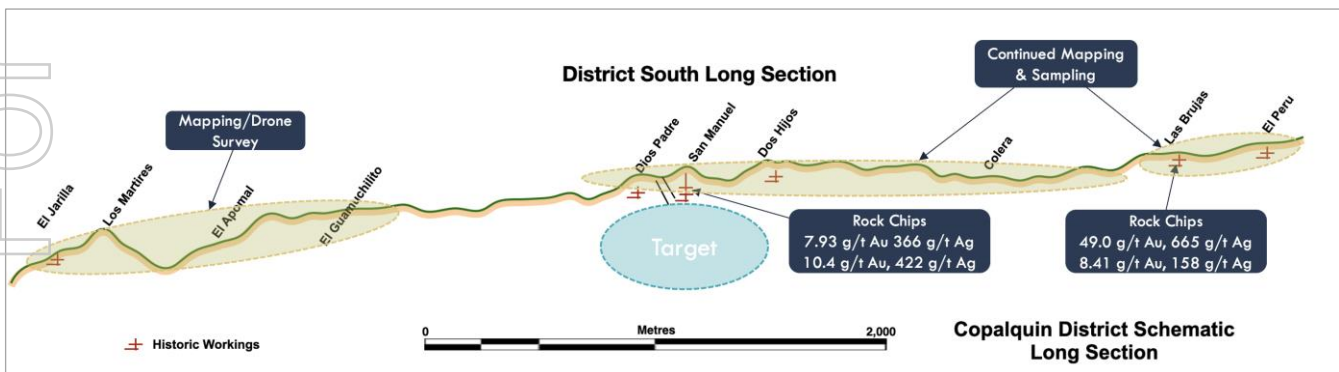 District South Long Section
Continued Mapping
& Sampling
Mapping/Drone
Survey
El Jarilla
Los Martires
El Apomal
El Guamuchilito
Dios Padre
San Manuel
Dos Hijos
Colera
Las Brujas
El Peru
Target
Rock Chips
7.93 g/t Au 366 g/t Ag
10.4 g/t Au, 422 g/t Ag
Rock Chips
49.0 g/t Au, 665 g/t Ag
8.41 g/t Au, 158 g/t Ag
Historic Workings
0
Metres
2,000
Copalquin District Schematic
Long Section